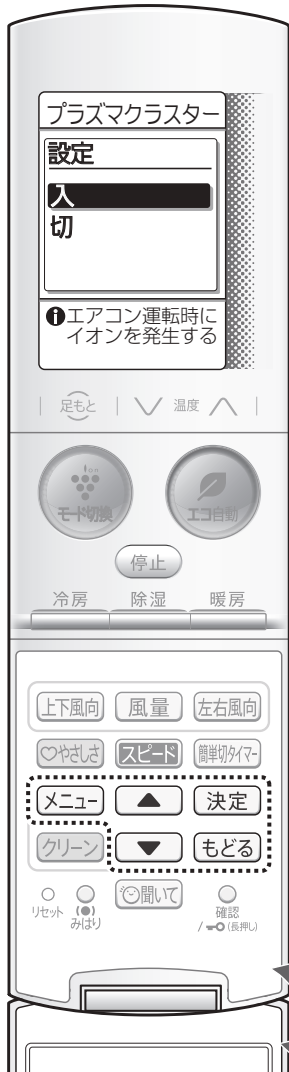 プラズマクラスター
設定
入
切
エアコン運転時に
イオンを発生する
足もと 温度
ion
モード切換 エコ自動
停止
冷房 除湿 暖房
上下風向 風量 左右風向
♡やさしさ スピード 簡単切タイマー
メニュー ▲ 決定
クリーン ▼ もどる
聞いて
リセット みはり 確認
/ (長押し)